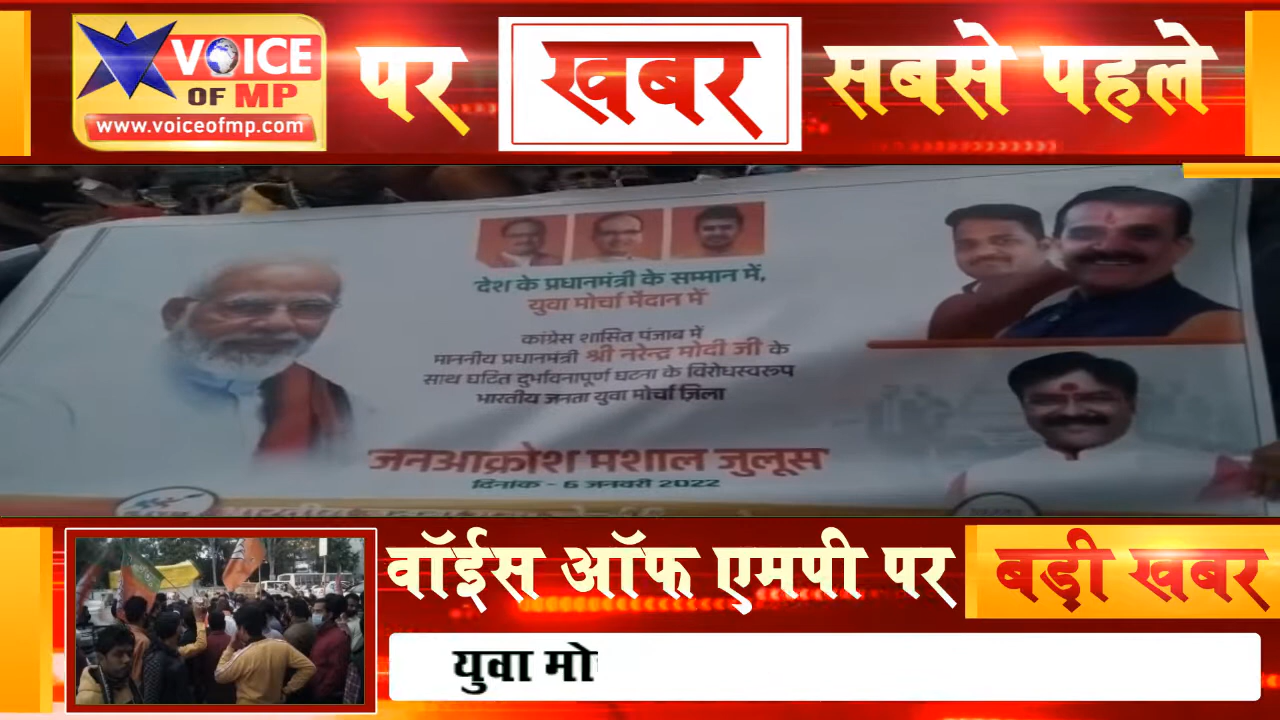 VOICE
OF MP
www.voiceofmp.com
पर खबर सबसे पहले
'देश के प्रधानमंत्री के सम्मान में,
युवा मोर्चा मैदान में'
कांग्रेस शासित पंजाब में
माननीय प्रधानमंत्री श्री नरेन्द्र मोदी जी के
साथ घटित दुर्भावनापूर्ण घटना के विरोधस्वरूप
भारतीय जनता युवा मोर्चा ज़िला
'जनआक्रोश मशाल जुलूस'
दिनांक - 6 जनवरी 2022
वॉईस ऑफ एमपी पर बड़ी खबर
युवा मो